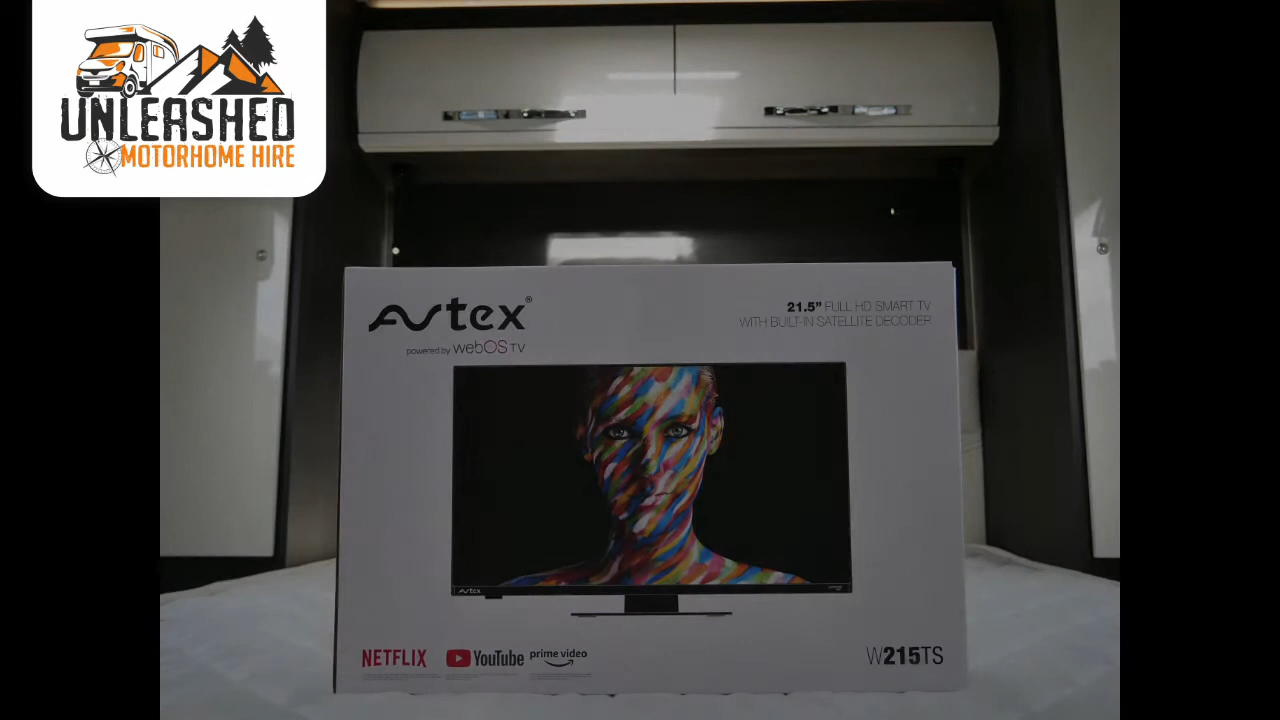 UNLEASHED
MOTORHOME HIRE
Avtex®
powered by webOS TV
21.5" FULL HD SMART TV
WITH BUILT-IN SATELLITE DECODER
Avtex
NETFLIX YouTube prime video
W215TS